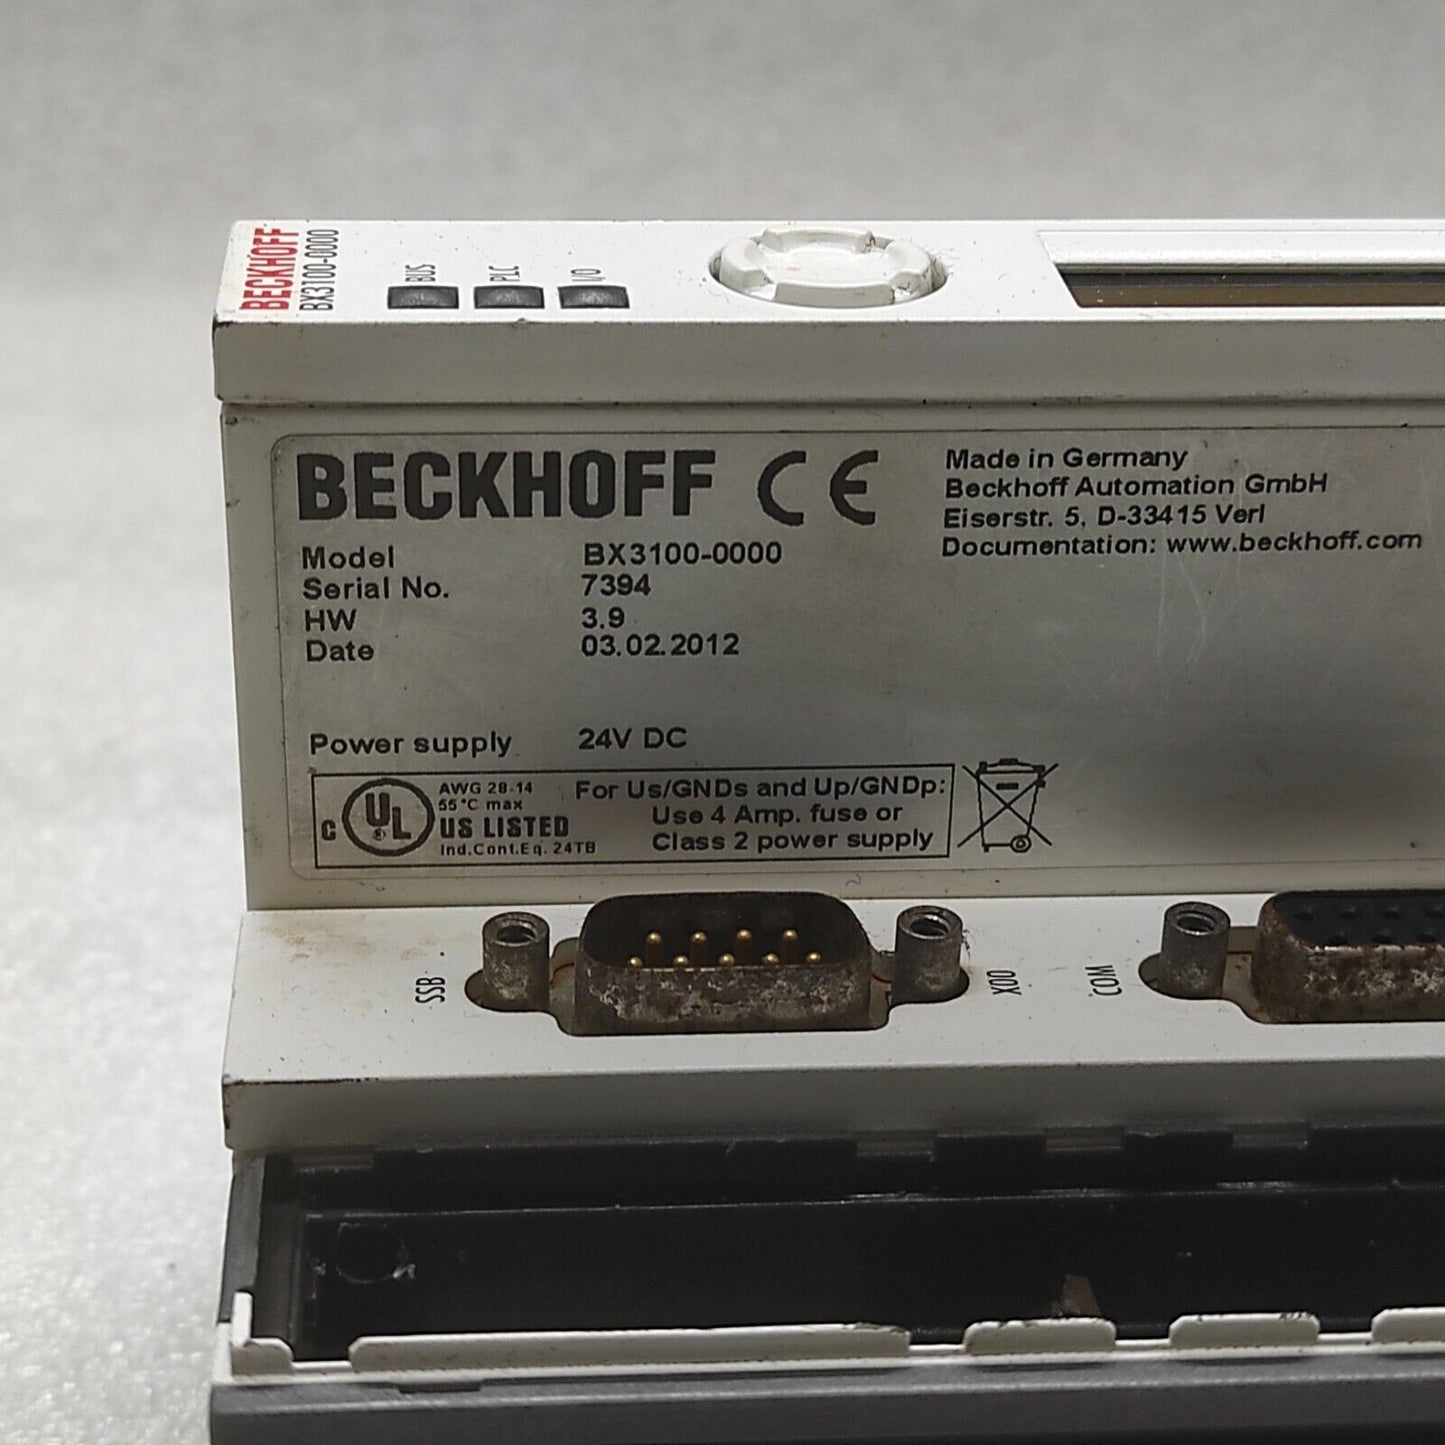 BECKHOFF
BX3100-0000
BUS
PLC
I/O
BECKHOFF CE
Made in Germany
Beckhoff Automation GmbH
Eiserstr. 5, D-33415 Verl
Documentation: www.beckhoff.com
Model BX3100-0000
Serial No. 7394
HW 3.9
Date 03.02.2012
Power supply 24V DC
C UL ®
AWG 28-14
55°C max
US LISTED
Ind.Cont.Eq. 24TB
For Us/GNDs and Up/GNDp:
Use 4 Amp. fuse or
Class 2 power supply
SSB
X00
COM